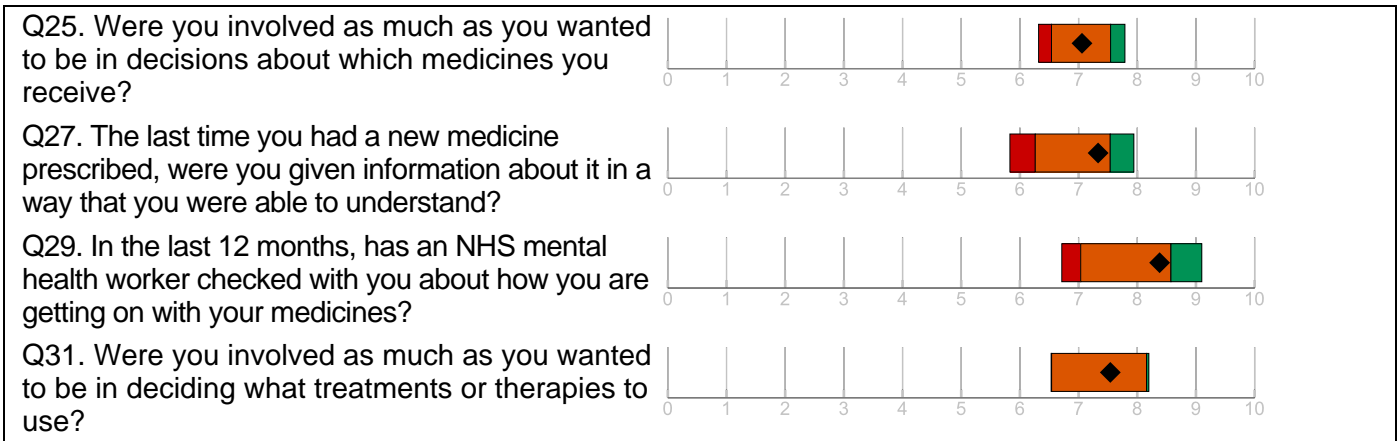 Q25. Were you involved as much as you wanted
to be in decisions about which medicines you
receive?
0 1 2 3 4 5 6 7 8 9 10
Q27. The last time you had a new medicine
prescribed, were you given information about it in a
way that you were able to understand?
0 1 2 3 4 5 6 7 8 9 10
Q29. In the last 12 months, has an NHS mental
health worker checked with you about how you are
getting on with your medicines?
0 1 2 3 4 5 6 7 8 9 10
Q31. Were you involved as much as you wanted
to be in deciding what treatments or therapies to
use?
0 1 2 3 4 5 6 7 8 9 10